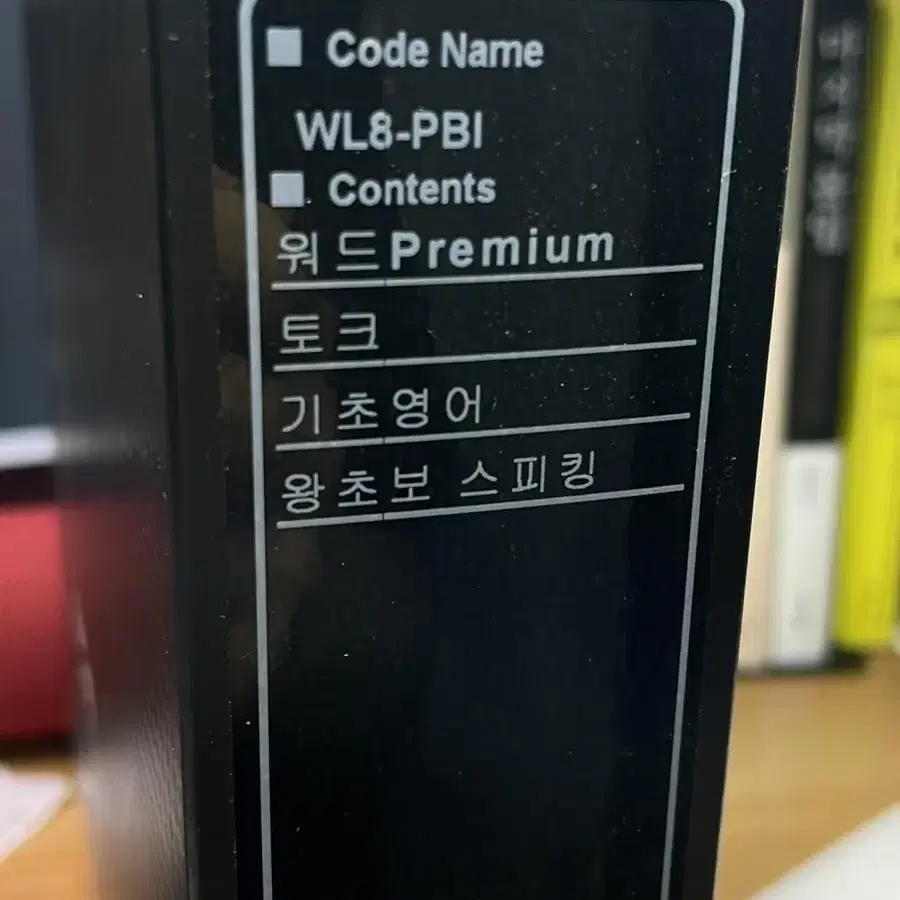 ■ Code Name
WL8-PBI
■ Contents
워드Premium
토크
기초영어
왕초보 스피킹